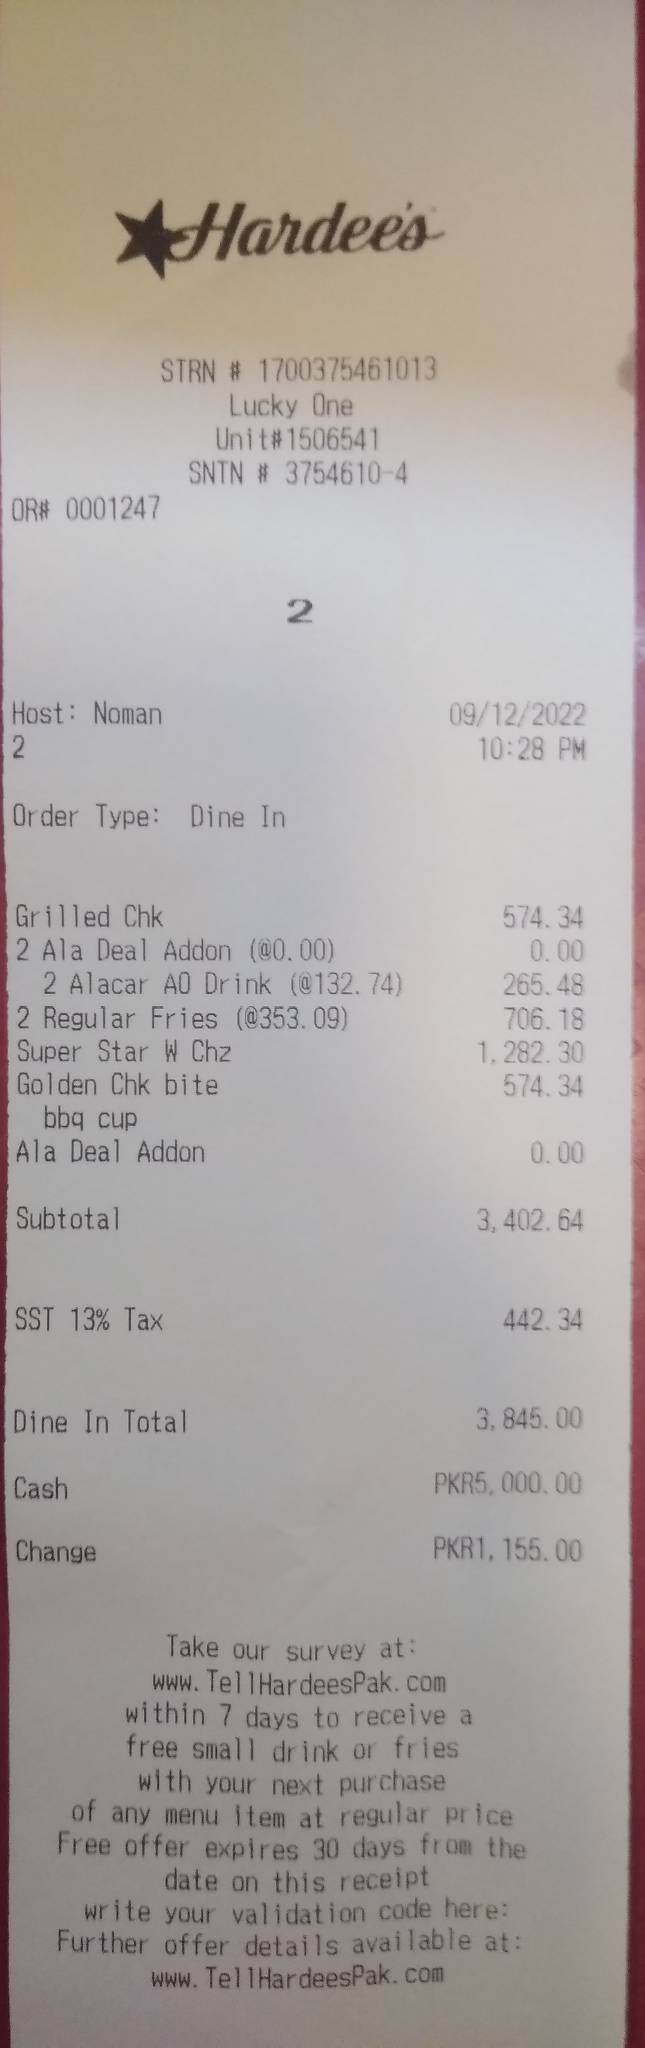 Hardee's
STRN # 1700375461013
Lucky One
Unit#1506541
SNTN # 3754610-4
OR# 0001247
2
Host: Noman 09/12/2022
2 10:28 PM
Order Type: Dine In
Grilled Chk 574.34
2 Ala Deal Addon (@0.00) 0.00
2 Alacar AO Drink (@132.74) 265.48
2 Regular Fries (@353.09) 706.18
Super Star W Chz 1,282.30
Golden Chk bite 574.34
bbq cup
Ala Deal Addon 0.00
Subtotal 3,402.64
SST 13% Tax 442.34
Dine In Total 3,845.00
Cash PKR5,000.00
Change PKR1,155.00
Take our survey at:
www.TellHardeesPak.com
within 7 days to receive a
free small drink or fries
with your next purchase
of any menu item at regular price
Free offer expires 30 days from the
date on this receipt
write your validation code here:
Further offer details available at:
www.TellHardeesPak.com